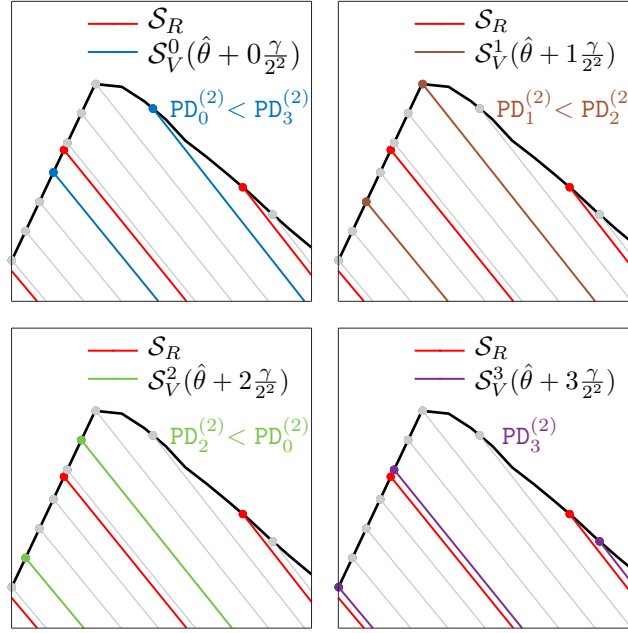 𝒮_R
𝒮_V^0(θ̂ + 0 γ/2²)
PD_0^(2) < PD_3^(2)
𝒮_R
𝒮_V^1(θ̂ + 1 γ/2²)
PD_1^(2) < PD_2^(2)
𝒮_R
𝒮_V^2(θ̂ + 2 γ/2²)
PD_2^(2) < PD_0^(2)
𝒮_R
𝒮_V^3(θ̂ + 3 γ/2²)
PD_3^(2)